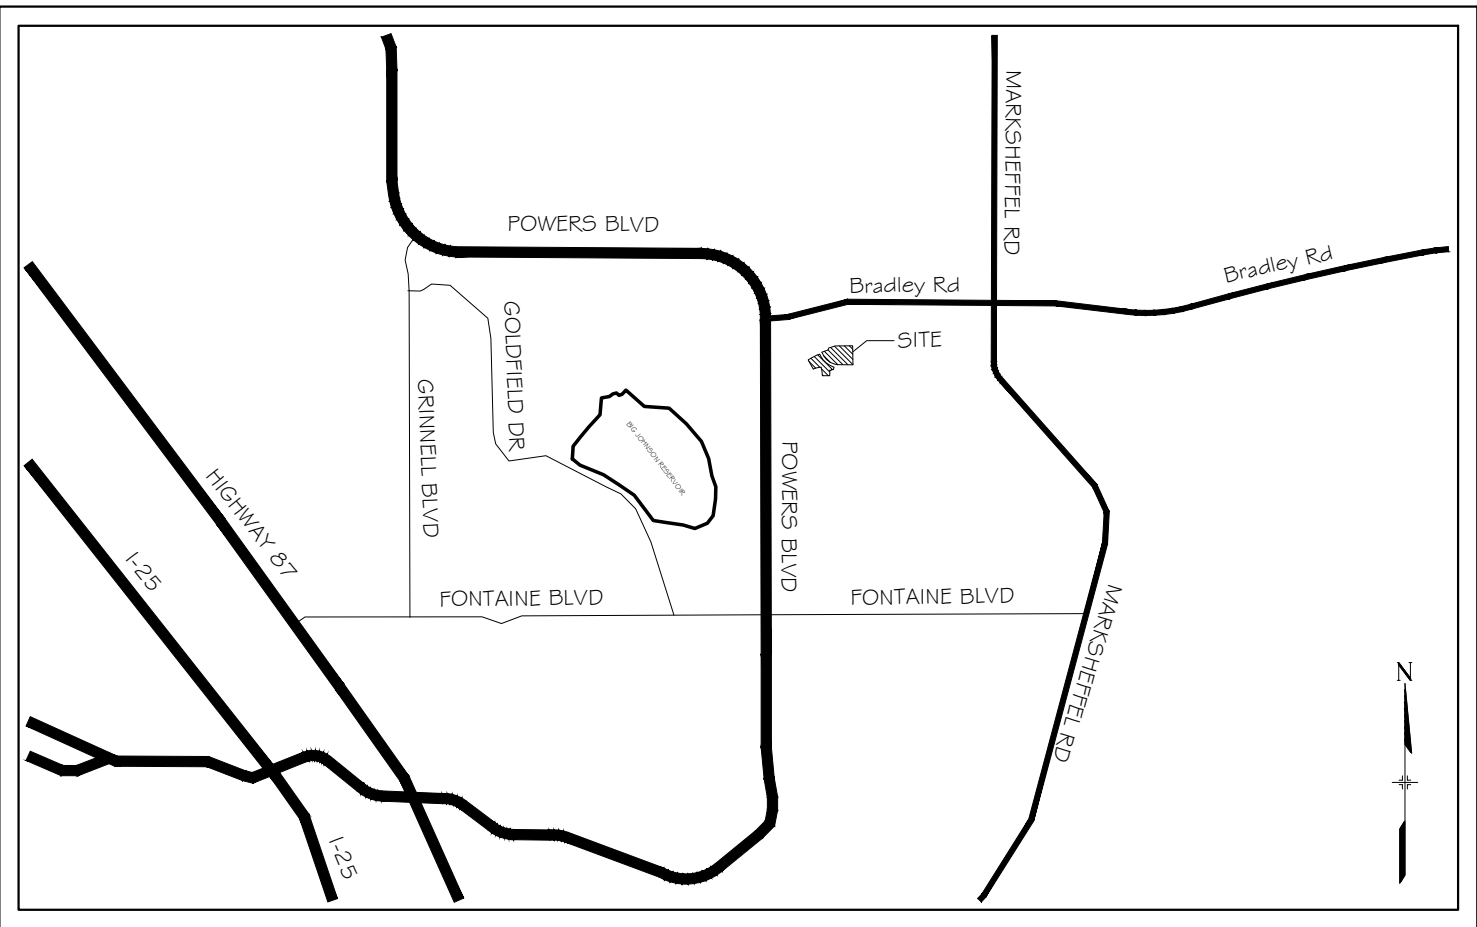 MARKSHEFFEL RD
POWERS BLVD
Bradley Rd
Bradley Rd
SITE
GOLDFIELD DR
GRINNELL BLVD
BIG JOHNSON RESERVOIR
POWERS BLVD
HIGHWAY 87
I-25
FONTAINE BLVD
FONTAINE BLVD
MARKSHEFFEL RD
N
I-25